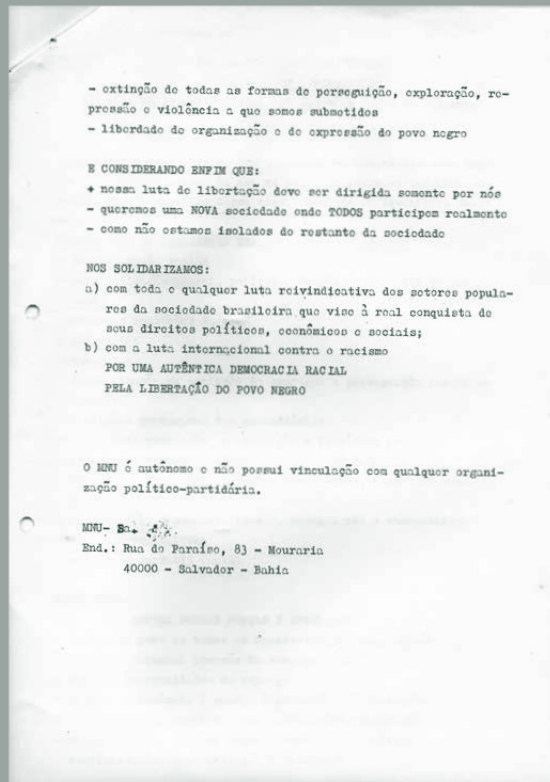 - extinção de todas as formas de perseguição, exploração, re-
pressão e violência a que somos submetidos
- liberdade de organização e de expressão do povo negro
E CONSIDERANDO ENFIM QUE:
+ nossa luta de libertação deve ser dirigida somente por nós
- queremos uma NOVA sociedade onde TODOS participem realmente
- como não estamos isolados do restante da sociedade
NOS SOLIDARIZAMOS:
a) com toda e qualquer luta reivindicativa dos setores popula-
res da sociedade brasileira que vise à real conquista de
seus direitos políticos, econômicos e sociais;
b) com a luta internacional contra o racismo
POR UMA AUTÊNTICA DEMOCRACIA RACIAL
PELA LIBERTAÇÃO DO POVO NEGRO
O MNU é autônomo e não possui vinculação com qualquer organi-
zação político-partidária.
MNU- Ba.
End.: Rua do Paraíso, 83 - Mouraria
40000 - Salvador - Bahia